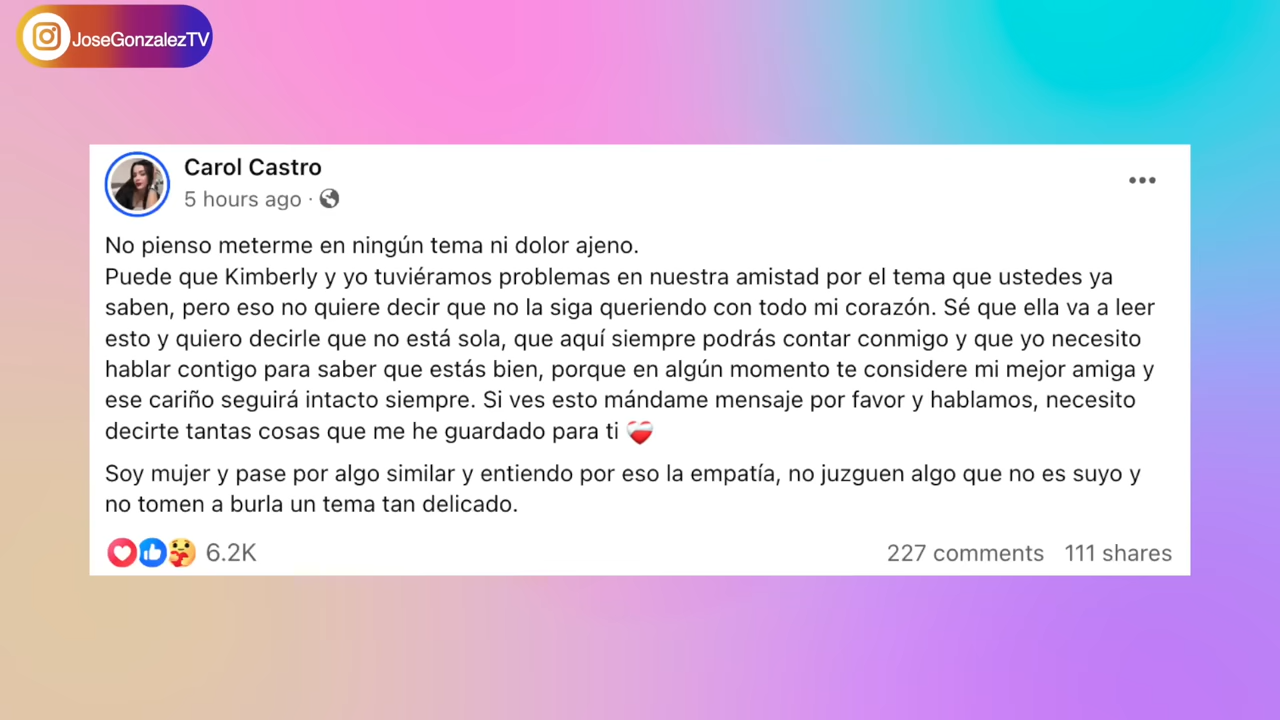 JoseGonzalezTV
Carol Castro
5 hours ago ·
No pienso meterme en ningún tema ni dolor ajeno.
Puede que Kimberly y yo tuviéramos problemas en nuestra amistad por el tema que ustedes ya
saben, pero eso no quiere decir que no la siga queriendo con todo mi corazón. Sé que ella va a leer
esto y quiero decirle que no está sola, que aquí siempre podrás contar conmigo y que yo necesito
hablar contigo para saber que estás bien, porque en algún momento te considere mi mejor amiga y
ese cariño seguirá intacto siempre. Si ves esto mándame mensaje por favor y hablamos, necesito
decirte tantas cosas que me he guardado para ti ❤️‍🩹
Soy mujer y pase por algo similar y entiendo por eso la empatía, no juzguen algo que no es suyo y
no tomen a burla un tema tan delicado.
6.2K 227 comments 111 shares